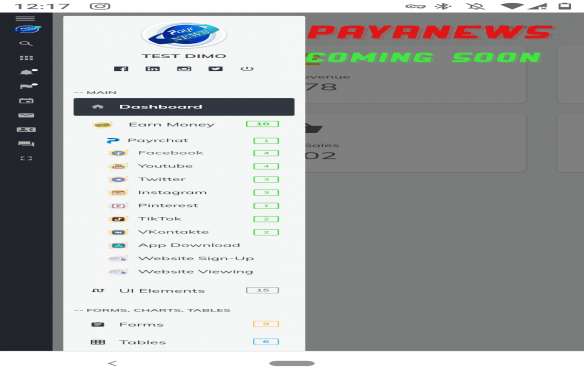 12:17
PAYANEWS
COMING SOON
TEST DIMO
-- MAIN
Dashboard
Earn Money 10
Payrchat 1
Facebook 4
Youtube 4
Twitter 3
Instagram 3
Pinterest 1
TikTok 2
VKontakte 2
App Download
Website Sign-Up
Website Viewing
UI Elements 15
-- FORMS, CHARTS, TABLES
Forms
Tables 6
venue
78
Sales
02